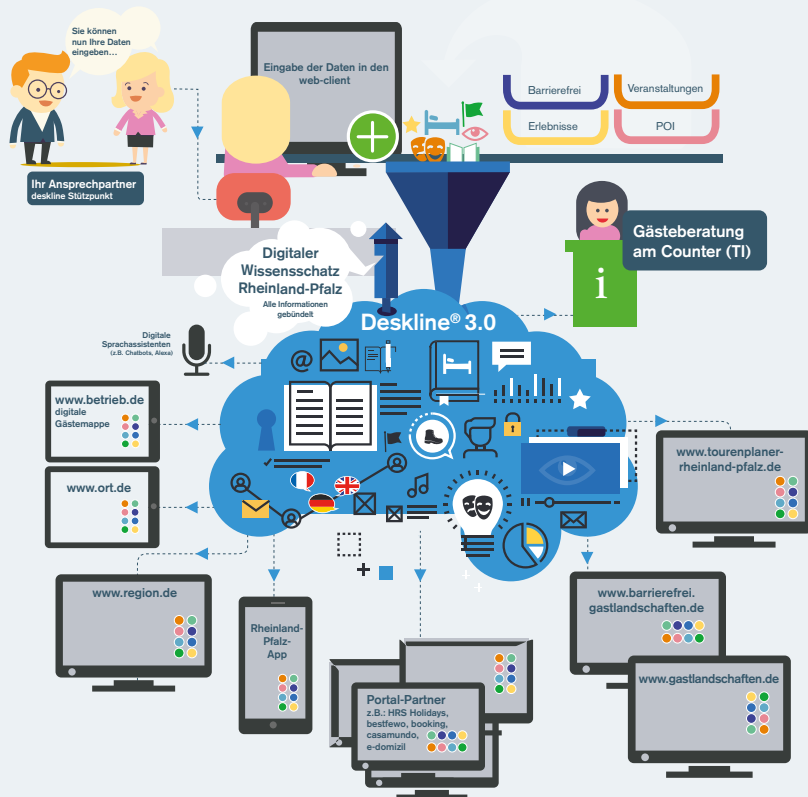 Sie können
nun Ihre Daten
eingeben...
Eingabe der Daten in den
web-client
Barrierefrei
Veranstaltungen
Erlebnisse
POI
Ihr Ansprechpartner
deskline Stützpunkt
Gästeberatung
am Counter (TI)
i
Digitaler
Wissensschatz
Rheinland-Pfalz
Alle Informationen
gebündelt
Deskline® 3.0
Digitale
Sprachassistenten
(z.B. Chatbots, Alexa)
@
www.betrieb.de
digitale
Gästemappe
www.ort.de
www.tourenplaner-
rheinland-pfalz.de
www.region.de
Rheinland-
Pfalz-
App
Portal-Partner
z.B.: HRS Holidays,
bestfewo, booking,
casamundo,
e-domizil
www.barrierefrei.
gastlandschaften.de
www.gastlandschaften.de